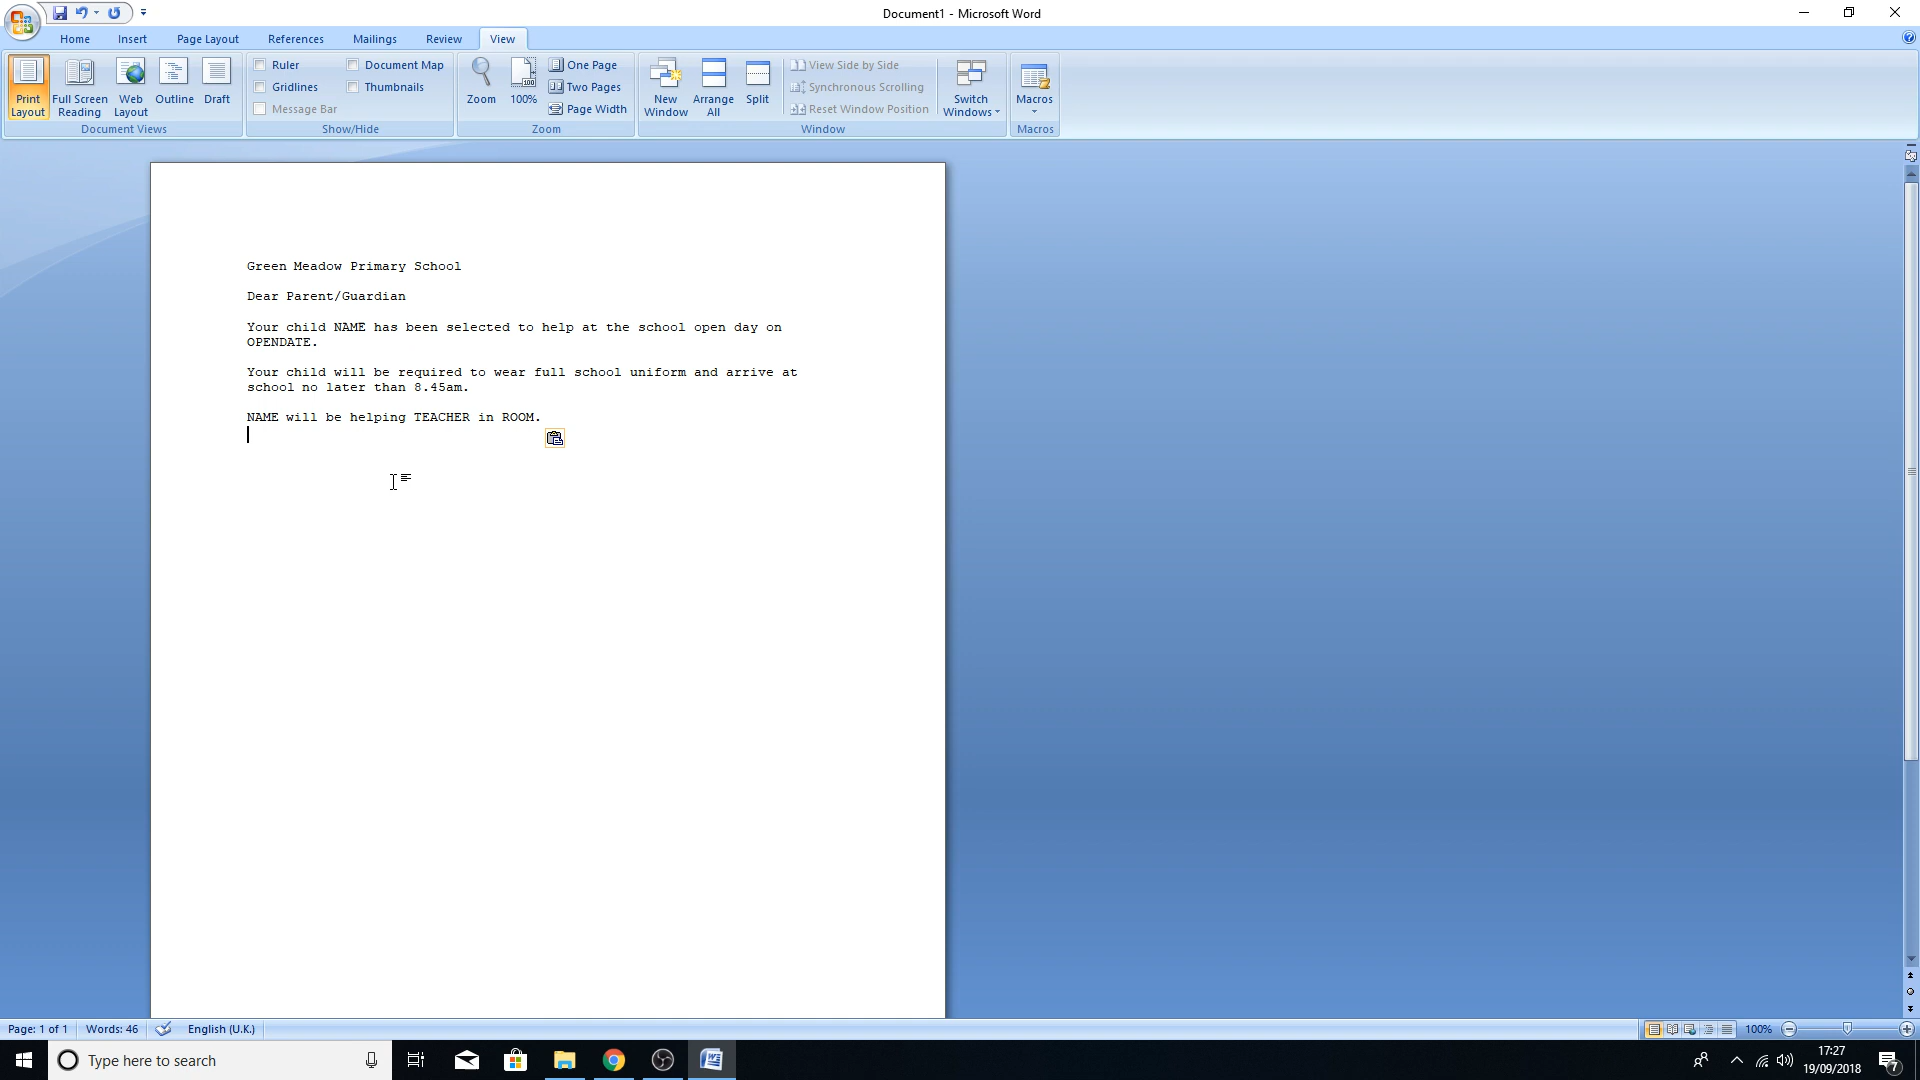 Document1 - Microsoft Word
Home Insert Page Layout References Mailings Review View
Print Layout
Full Screen Reading
Web Layout
Outline
Draft
Document Views
Ruler
Gridlines
Message Bar
Document Map
Thumbnails
Show/Hide
Zoom
100%
One Page
Two Pages
Page Width
Zoom
New Window
Arrange All
Split
View Side by Side
Synchronous Scrolling
Reset Window Position
Switch Windows
Window
Macros
Macros
Green Meadow Primary School
Dear Parent/Guardian
Your child NAME has been selected to help at the school open day on
OPENDATE.
Your child will be required to wear full school uniform and arrive at
school no later than 8.45am.
NAME will be helping TEACHER in ROOM.
Page: 1 of 1 Words: 46 English (U.K.) 100%
Type here to search
17:27
19/09/2018
7